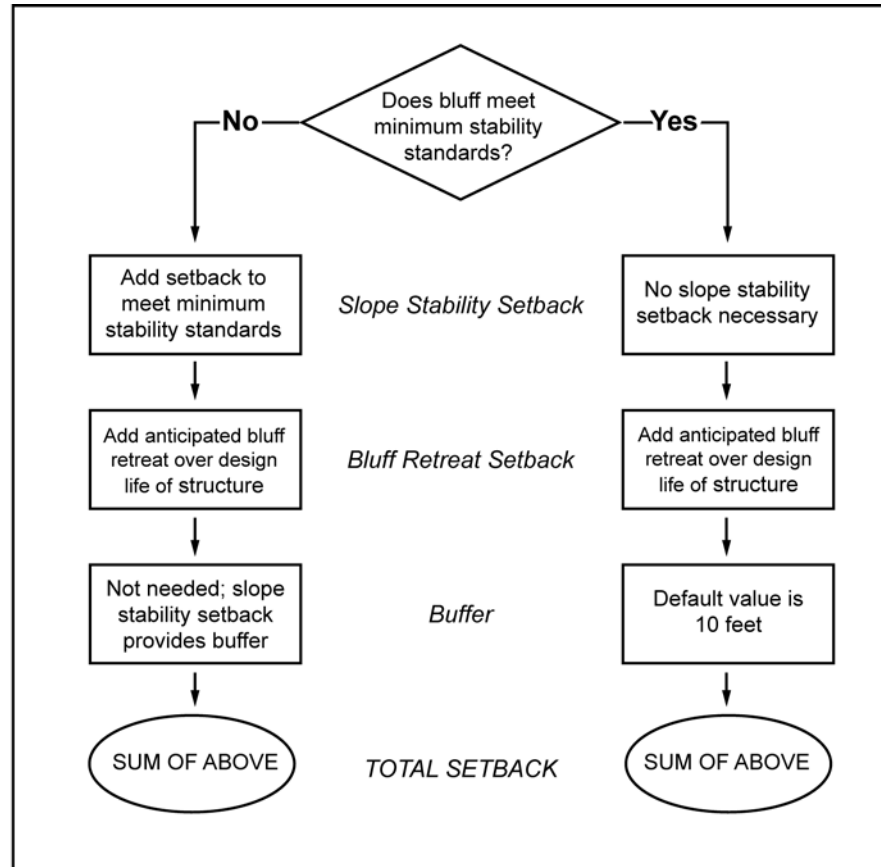 Does bluff meet
minimum stability
standards?
No
Yes
Add setback to
meet minimum
stability standards
Slope Stability Setback
No slope stability
setback necessary
Add anticipated bluff
retreat over design
life of structure
Bluff Retreat Setback
Add anticipated bluff
retreat over design
life of structure
Not needed; slope
stability setback
provides buffer
Buffer
Default value is
10 feet
SUM OF ABOVE
TOTAL SETBACK
SUM OF ABOVE